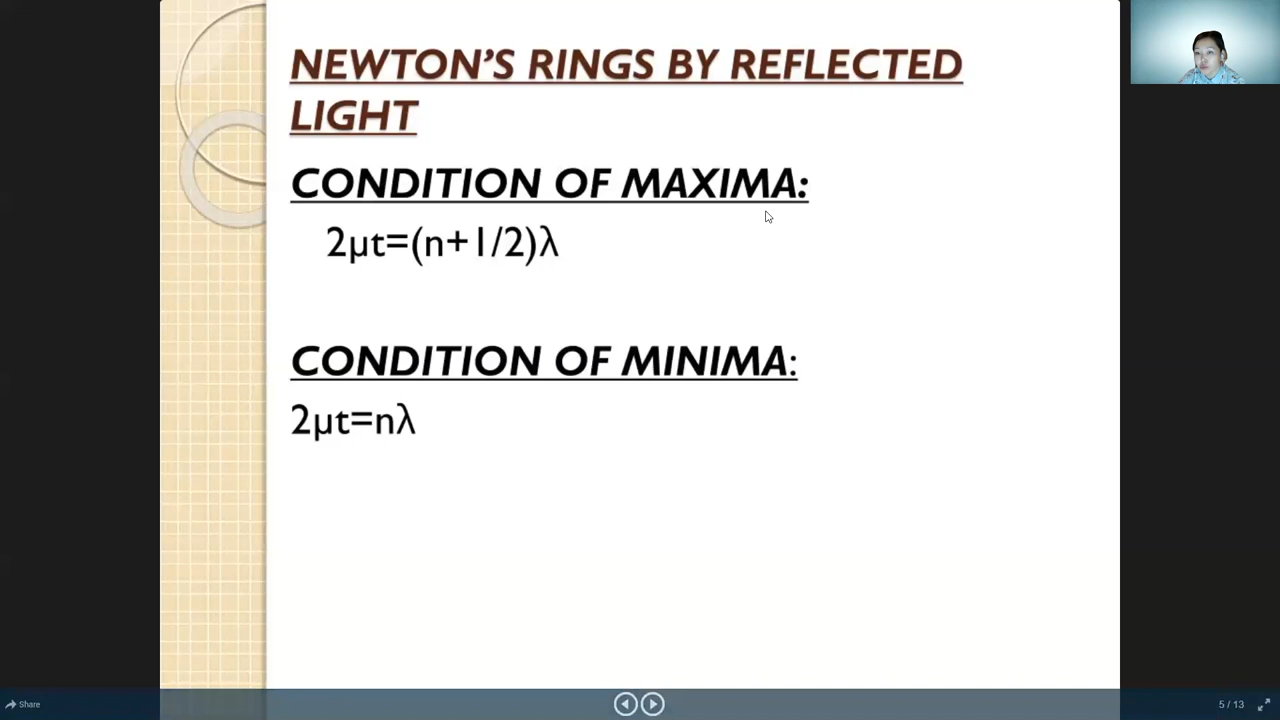 NEWTON'S RINGS BY REFLECTED
LIGHT
CONDITION OF MAXIMA:
2μt=(n+1/2)λ
CONDITION OF MINIMA:
2μt=nλ
Share
5 / 13